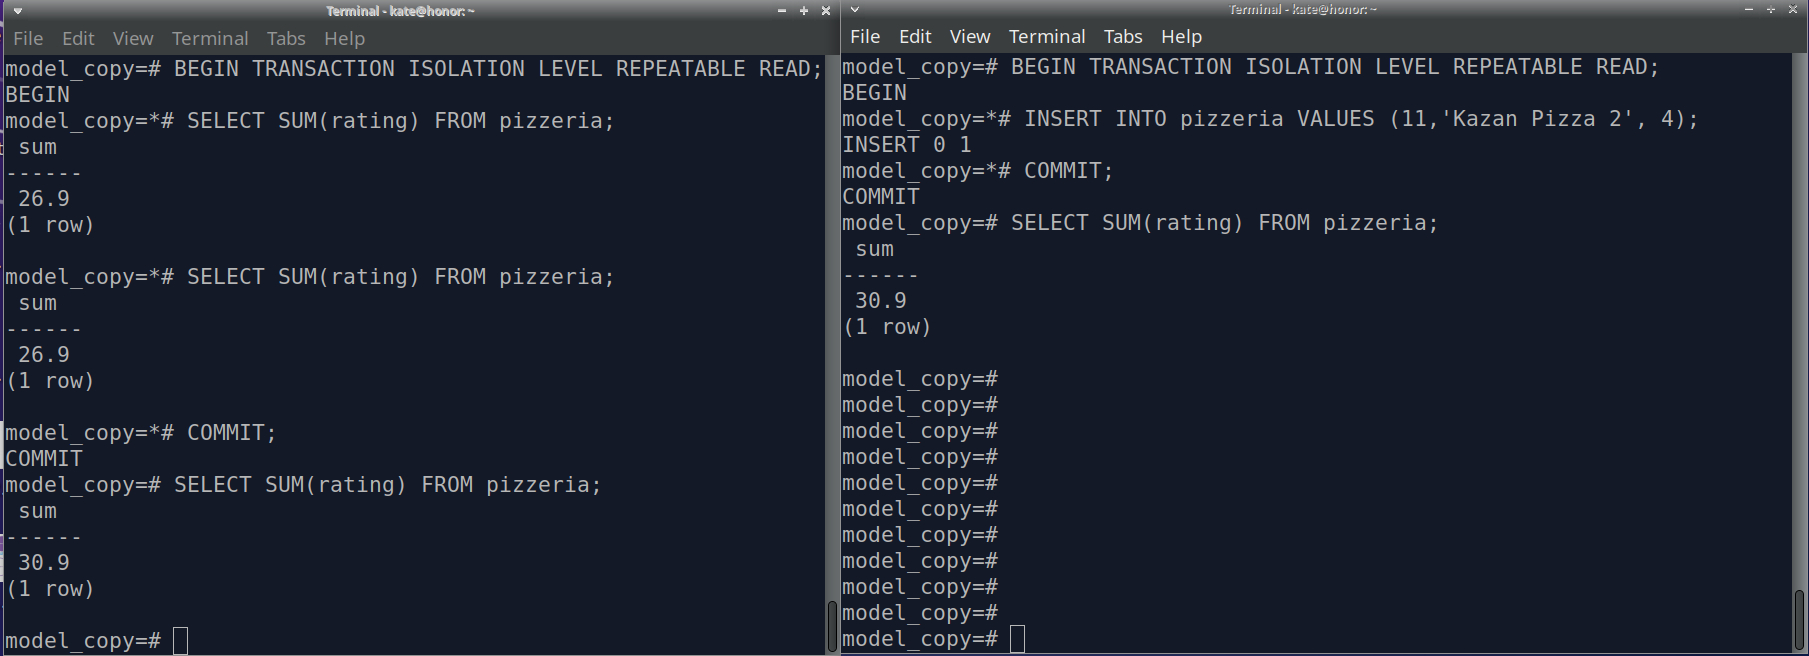 Terminal - kate@honor: ~
File Edit View Terminal Tabs Help
model_copy=# BEGIN TRANSACTION ISOLATION LEVEL REPEATABLE READ;
BEGIN
model_copy=*# SELECT SUM(rating) FROM pizzeria;
sum
------
26.9
(1 row)
model_copy=*# SELECT SUM(rating) FROM pizzeria;
sum
------
26.9
(1 row)
model_copy=*# COMMIT;
COMMIT
model_copy=# SELECT SUM(rating) FROM pizzeria;
sum
------
30.9
(1 row)
model_copy=#
Terminal - kate@honor: ~
File Edit View Terminal Tabs Help
model_copy=# BEGIN TRANSACTION ISOLATION LEVEL REPEATABLE READ;
BEGIN
model_copy=*# INSERT INTO pizzeria VALUES (11,'Kazan Pizza 2', 4);
INSERT 0 1
model_copy=*# COMMIT;
COMMIT
model_copy=# SELECT SUM(rating) FROM pizzeria;
sum
------
30.9
(1 row)
model_copy=#
model_copy=#
model_copy=#
model_copy=#
model_copy=#
model_copy=#
model_copy=#
model_copy=#
model_copy=#
model_copy=#
model_copy=#